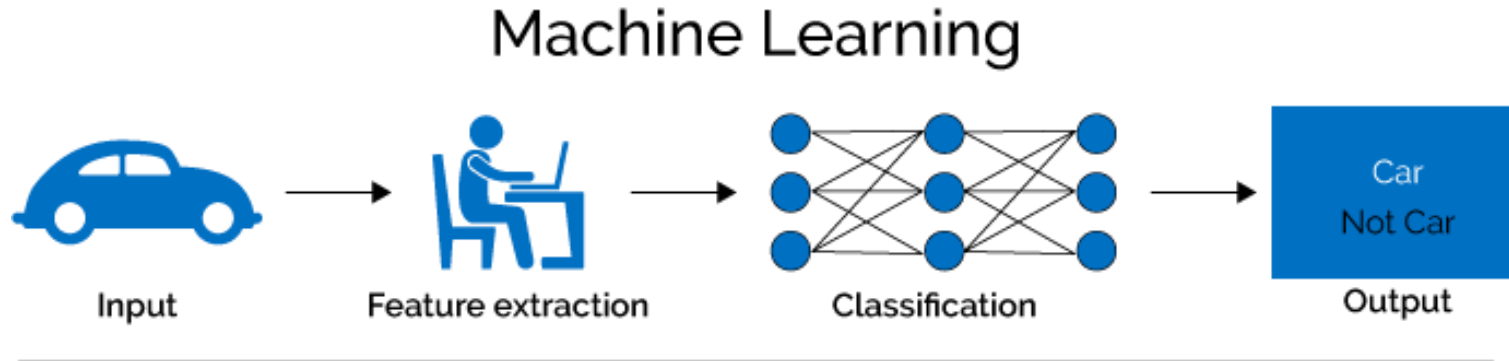 Machine Learning
Car
Not Car
Input
Feature extraction
Classification
Output